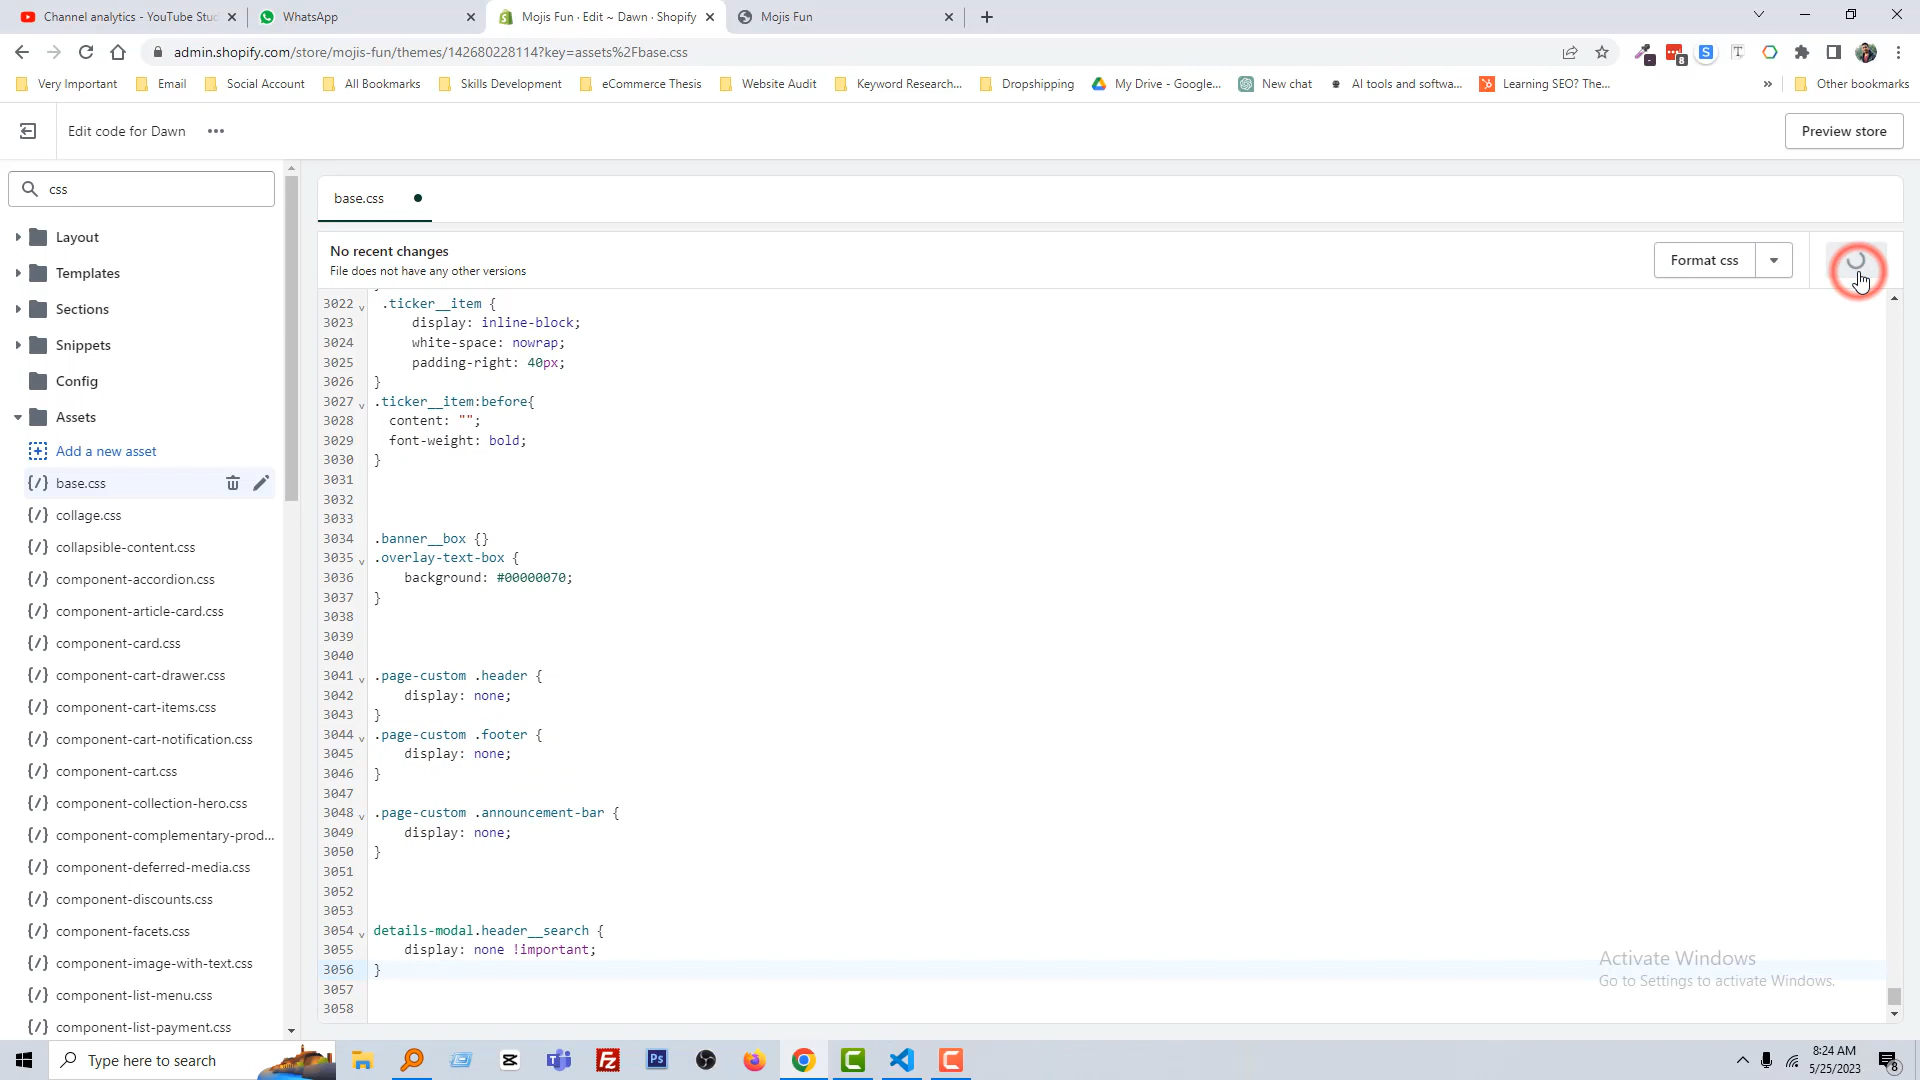 Channel analytics - YouTube Stu
WhatsApp
Mojis Fun · Edit ~ Dawn · Shopify
Mojis Fun
admin.shopify.com/store/mojis-fun/themes/142680228114?key=assets%2Fbase.css
Very Important
Email
Social Account
All Bookmarks
Skills Development
eCommerce Thesis
Website Audit
Keyword Research...
Dropshipping
My Drive - Google...
New chat
AI tools and softwa...
Learning SEO? The...
»
Other bookmarks
Edit code for Dawn
Preview store
css
Layout
Templates
Sections
Snippets
Config
Assets
Add a new asset
base.css
collage.css
collapsible-content.css
component-accordion.css
component-article-card.css
component-card.css
component-cart-drawer.css
component-cart-items.css
component-cart-notification.css
component-cart.css
component-collection-hero.css
component-complementary-prod...
component-deferred-media.css
component-discounts.css
component-facets.css
component-image-with-text.css
component-list-menu.css
component-list-payment.css
base.css
No recent changes
File does not have any other versions
Format css
3022 .ticker__item {
3023 display: inline-block;
3024 white-space: nowrap;
3025 padding-right: 40px;
3026 }
3027 .ticker__item:before{
3028 content: "";
3029 font-weight: bold;
3030 }
3031
3032
3033
3034 .banner__box {}
3035 .overlay-text-box {
3036 background: #00000070;
3037 }
3038
3039
3040
3041 .page-custom .header {
3042 display: none;
3043 }
3044 .page-custom .footer {
3045 display: none;
3046 }
3047
3048 .page-custom .announcement-bar {
3049 display: none;
3050 }
3051
3052
3053
3054 details-modal.header__search {
3055 display: none !important;
3056 }
3057
3058
Activate Windows
Go to Settings to activate Windows.
Type here to search
8:24 AM
5/25/2023
8